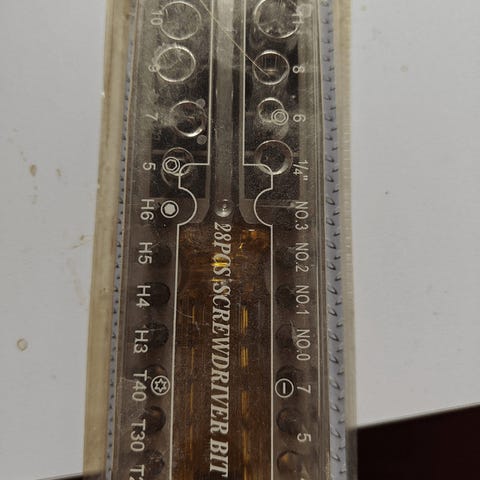 11 8 6 1/4" NO.3 NO.2 NO.1 NO.0 7 5
28PCS SCREWDRIVER BIT
10 9 7 5 H6 H5 H4 H3 T40 T30